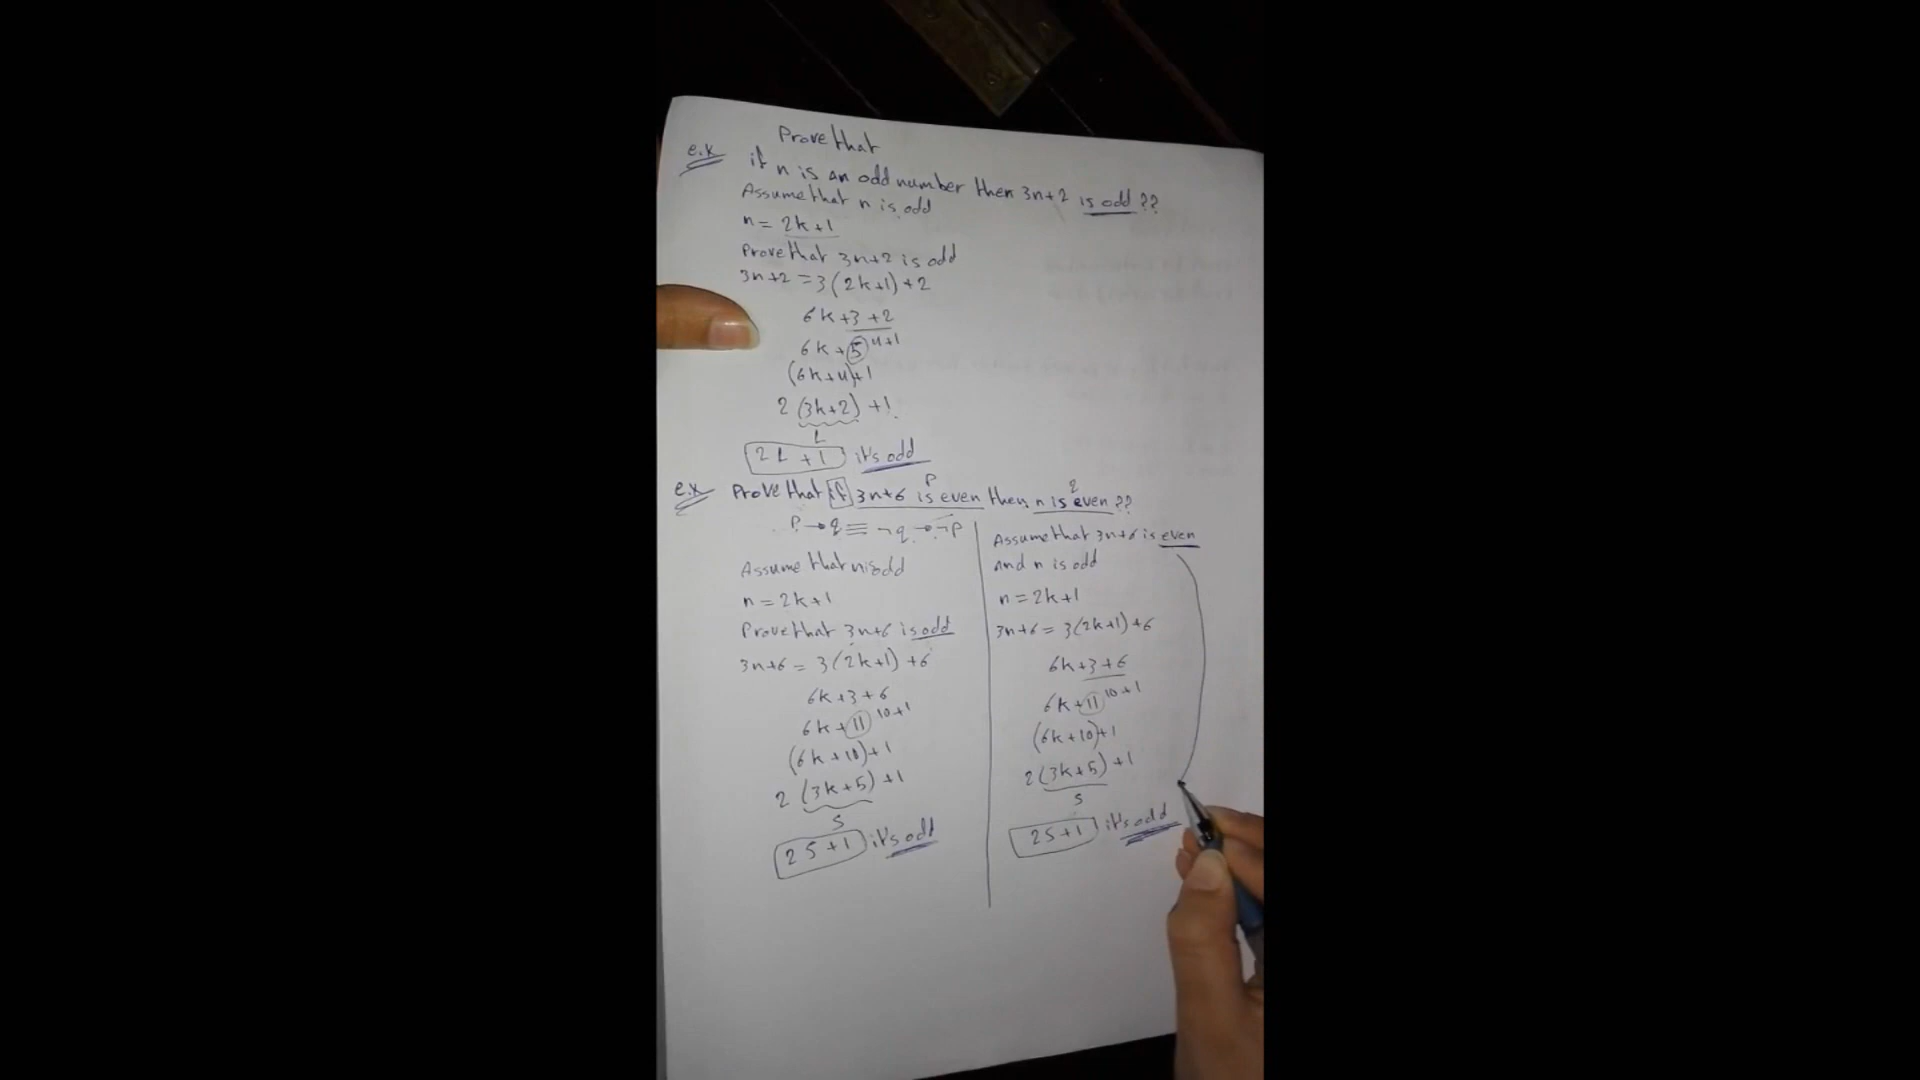 Prove that
e.x if n is an odd number then 3n+2 is odd ??
Assume that n is odd
n = 2k+1
Prove that 3n+2 is odd
3n+2 = 3(2k+1)+2
6k+3+2
6k+5 4+1
(6k+4)+1
2(3k+2)+1
L
2L+1 it's odd
e.x Prove that if 3n+6 is even then n is even ??
P
q
P→q≡¬q→¬P
Assume that n is odd
n = 2k+1
Prove that 3n+6 is odd
3n+6 = 3(2k+1)+6
6k+3+6
6k+11 10+1
(6k+10)+1
2(3k+5)+1
S
2S+1 it's odd
Assume that 3n+6 is even
and n is odd
n = 2k+1
3n+6 = 3(2k+1)+6
6k+3+6
6k+11 10+1
(6k+10)+1
2(3k+5)+1
S
2S+1 it's odd